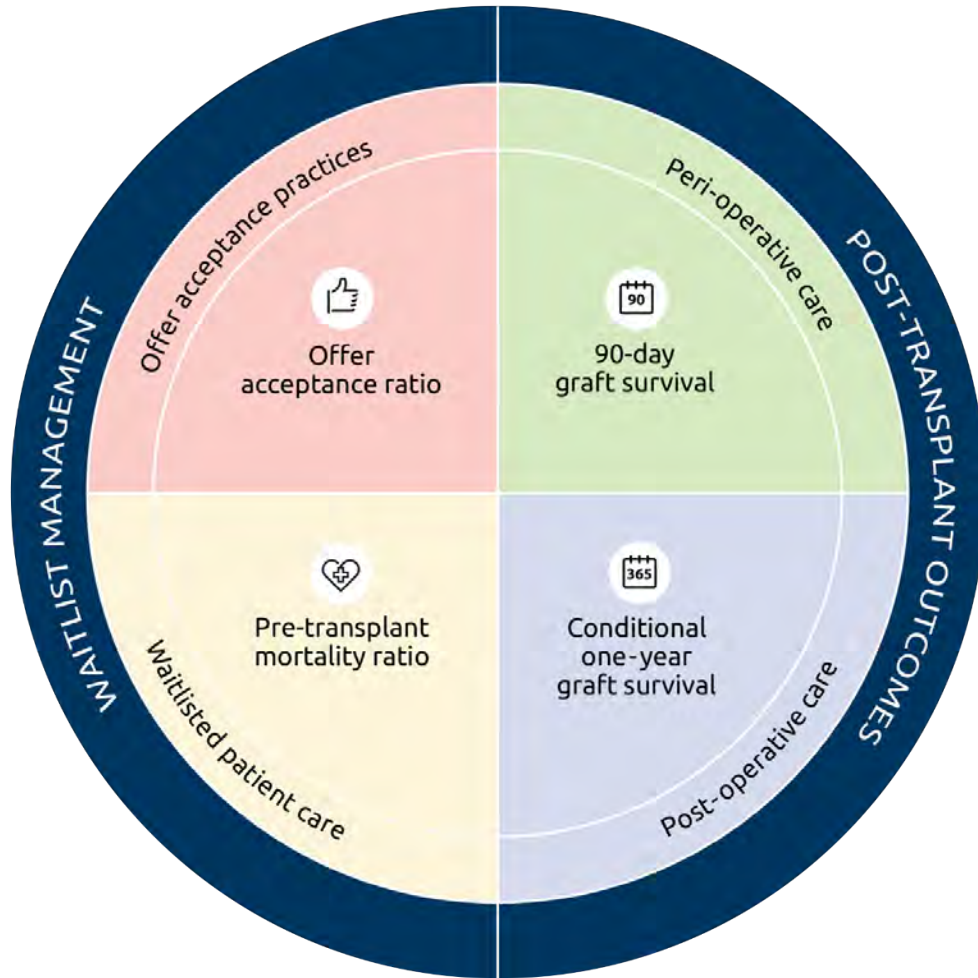 WAITLIST MANAGEMENT
POST-TRANSPLANT OUTCOMES
Offer acceptance practices
Offer
acceptance ratio
Peri-operative care
90
90-day
graft survival
Waitlisted patient care
Pre-transplant
mortality ratio
Post-operative care
365
Conditional
one-year
graft survival